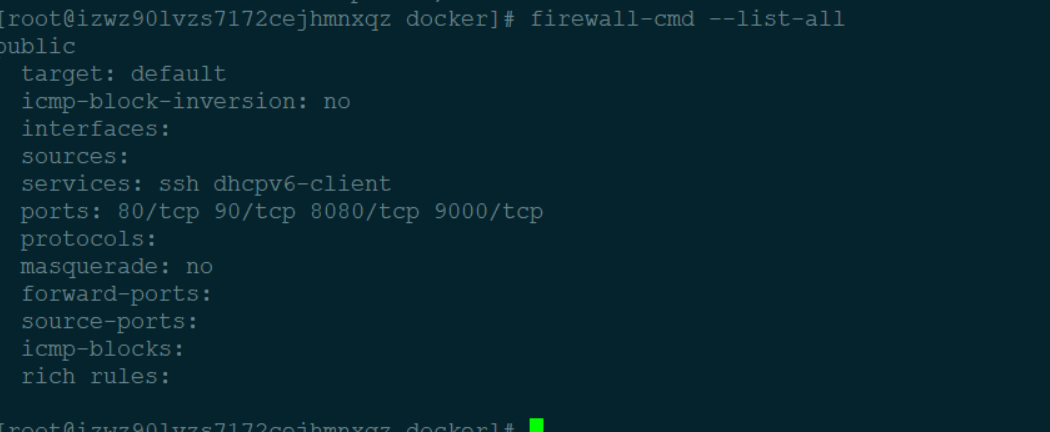 [root@izwz90lvzs7172cejhmnxqz docker]# firewall-cmd --list-all
public
target: default
icmp-block-inversion: no
interfaces:
sources:
services: ssh dhcpv6-client
ports: 80/tcp 90/tcp 8080/tcp 9000/tcp
protocols:
masquerade: no
forward-ports:
source-ports:
icmp-blocks:
rich rules:
[root@izwz90lvzs7172cejhmnxqz docker]#